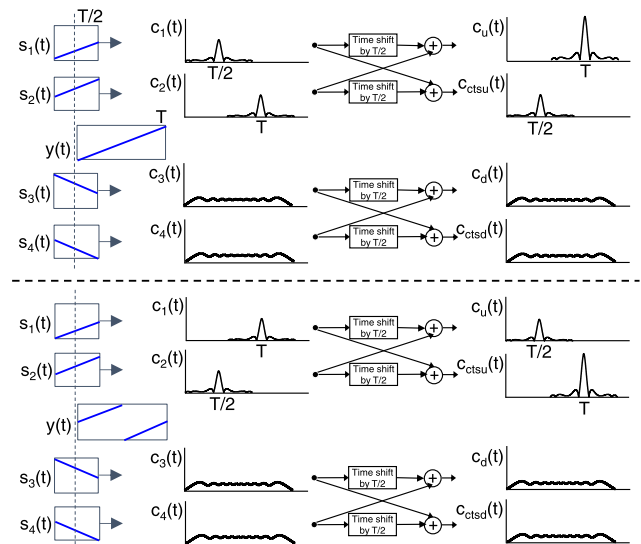 T/2
s1(t)
c1(t)
T/2
Time shift
by T/2
+
cu(t)
T
s2(t)
c2(t)
T
Time shift
by T/2
+
cctsu(t)
T/2
y(t)
T
s3(t)
c3(t)
Time shift
by T/2
+
cd(t)
s4(t)
c4(t)
Time shift
by T/2
+
cctsd(t)
s1(t)
c1(t)
T
Time shift
by T/2
+
cu(t)
T/2
s2(t)
c2(t)
T/2
Time shift
by T/2
+
cctsu(t)
T
y(t)
s3(t)
c3(t)
Time shift
by T/2
+
cd(t)
s4(t)
c4(t)
Time shift
by T/2
+
cctsd(t)